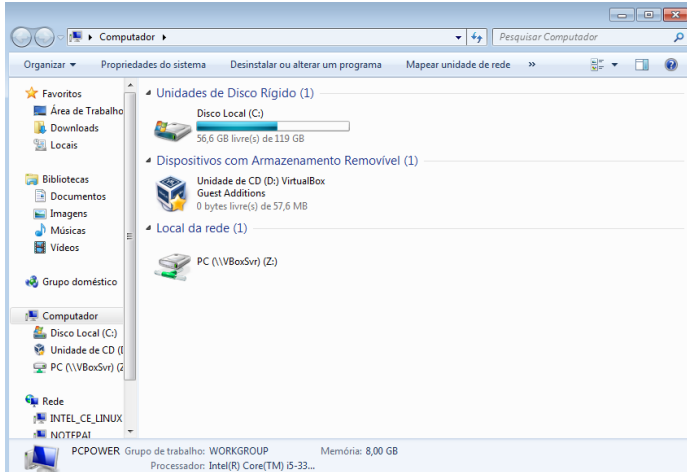 Computador
Pesquisar Computador
Organizar
Propriedades do sistema
Desinstalar ou alterar um programa
Mapear unidade de rede
»
Favoritos
Área de Trabalho
Downloads
Locais
Bibliotecas
Documentos
Imagens
Músicas
Vídeos
Grupo doméstico
Computador
Disco Local (C:)
Unidade de CD (
PC (\\VBoxSvr) (Z
Rede
INTEL_CE_LINUX
NOTEPAI
Unidades de Disco Rígido (1)
Disco Local (C:)
56,6 GB livre(s) de 119 GB
Dispositivos com Armazenamento Removível (1)
Unidade de CD (D:) VirtualBox
Guest Additions
0 bytes livre(s) de 57,6 MB
Local da rede (1)
PC (\\VBoxSvr) (Z:)
PCPOWER Grupo de trabalho: WORKGROUP Memória: 8,00 GB
Processador: Intel(R) Core(TM) i5-33...